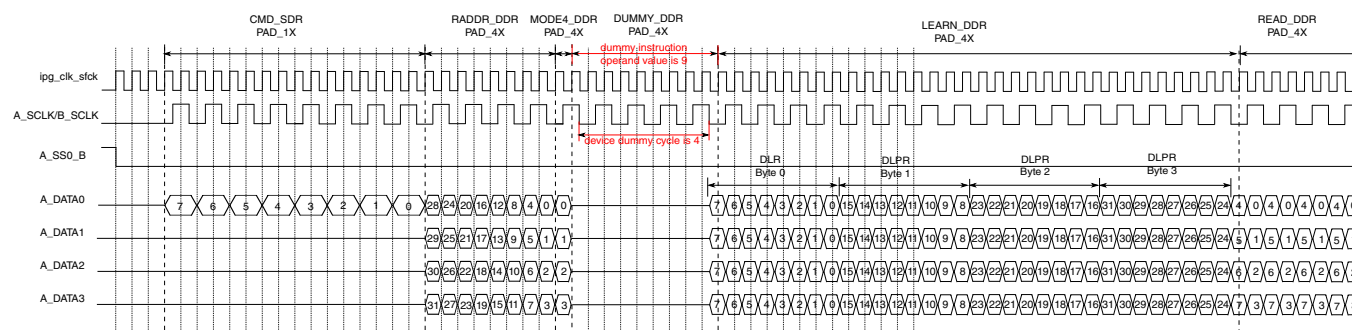 CMD_SDR
PAD_1X
RADDR_DDR
PAD_4X
MODE4_DDR
PAD_4X
DUMMY_DDR
PAD_4X
LEARN_DDR
PAD_4X
READ_DDR
PAD_4X
dummy instruction
operand value is 9
ipg_clk_sfck
A_SCLK/B_SCLK
device dummy cycle is 4
A_SS0_B
DLR
Byte 0
DLPR
Byte 1
DLPR
Byte 2
DLPR
Byte 3
A_DATA0 7 6 5 4 3 2 1 0 28 24 20 16 12 8 4 0 0 7 6 5 4 3 2 1 0 15 14 13 12 11 10 9 8 23 22 21 20 19 18 17 16 31 30 29 28 27 26 25 24 4 0 4 0 4 0 4
A_DATA1 29 25 21 17 13 9 5 1 1 7 6 5 4 3 2 1 0 15 14 13 12 11 10 9 8 23 22 21 20 19 18 17 16 31 30 29 28 27 26 25 24 5 1 5 1 5 1 5
A_DATA2 30 26 22 18 14 10 6 2 2 7 6 5 4 3 2 1 0 15 14 13 12 11 10 9 8 23 22 21 20 19 18 17 16 31 30 29 28 27 26 25 24 6 2 6 2 6 2 6
A_DATA3 31 27 23 19 15 11 7 3 3 7 6 5 4 3 2 1 0 15 14 13 12 11 10 9 8 23 22 21 20 19 18 17 16 31 30 29 28 27 26 25 24 7 3 7 3 7 3 7